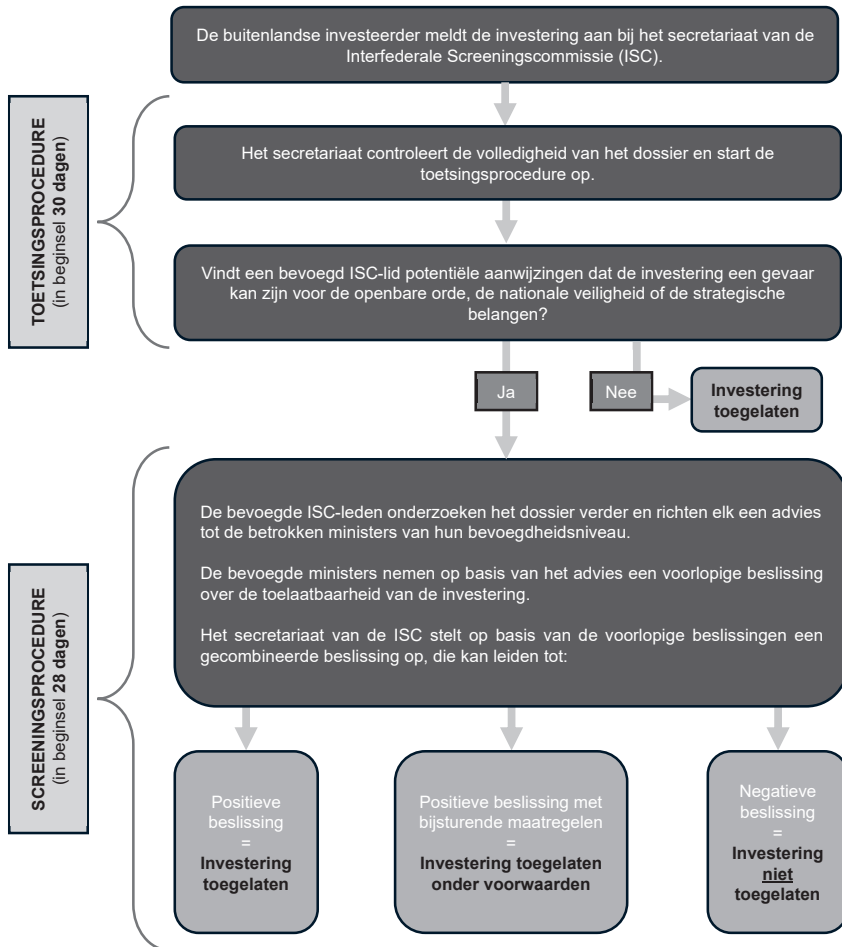 De buitenlandse investeerder meldt de investering aan bij het secretariaat van de
Interfederale Screeningscommissie (ISC).
TOETSINGSPROCEDURE
(in beginsel 30 dagen)
Het secretariaat controleert de volledigheid van het dossier en start de
toetsingsprocedure op.
Vindt een bevoegd ISC-lid potentiële aanwijzingen dat de investering een gevaar
kan zijn voor de openbare orde, de nationale veiligheid of de strategische
belangen?
Ja
Nee
Investering
toegelaten
SCREENINGSPROCEDURE
(in beginsel 28 dagen)
De bevoegde ISC-leden onderzoeken het dossier verder en richten elk een advies
tot de betrokken ministers van hun bevoegdheidsniveau.
De bevoegde ministers nemen op basis van het advies een voorlopige beslissing
over de toelaatbaarheid van de investering.
Het secretariaat van de ISC stelt op basis van de voorlopige beslissingen een
gecombineerde beslissing op, die kan leiden tot:
Positieve
beslissing
=
Investering
toegelaten
Positieve beslissing met
bijsturende maatregelen
=
Investering toegelaten
onder voorwaarden
Negatieve
beslissing
=
Investering
niet
toegelaten